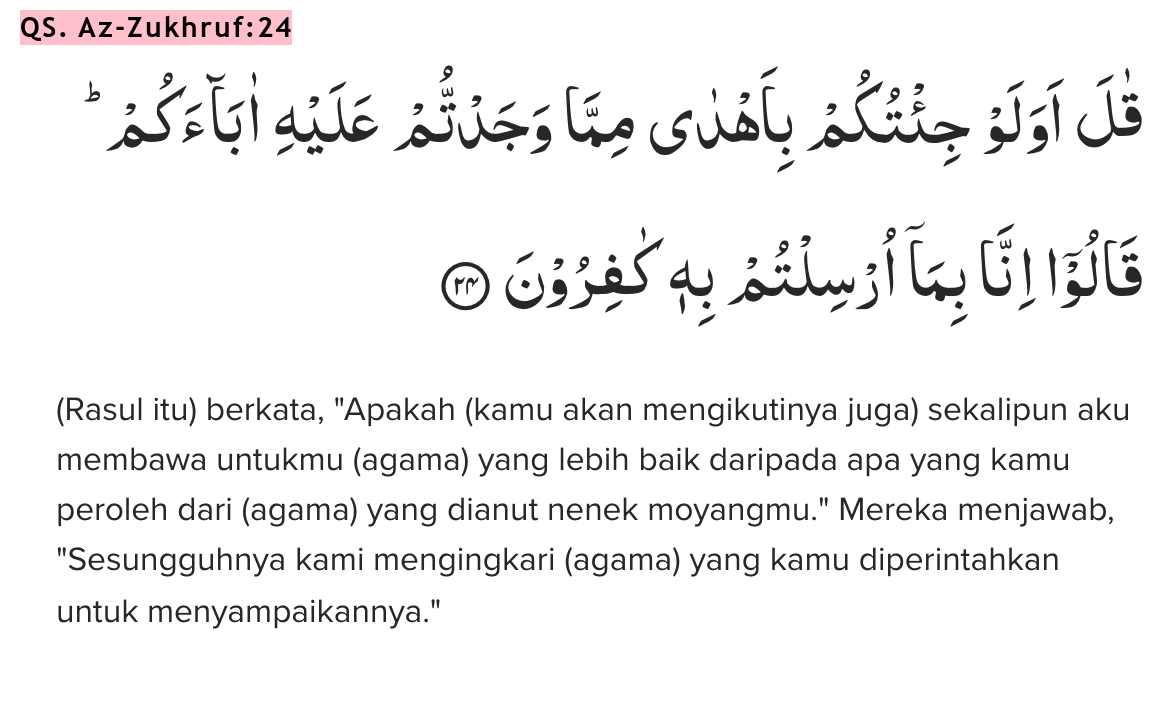 QS. Az-Zukhruf:24
قٰلَ اَوَلَوْ جِئْتُكُمْ بِاَهْدٰى مِمَّا وَجَدْتُّمْ عَلَيْهِ اٰبَاۤءَكُمْۗ
قَالُوْٓا اِنَّا بِمَآ اُرْسِلْتُمْ بِهٖ كٰفِرُوْنَ ٢٤
(Rasul itu) berkata, "Apakah (kamu akan mengikutinya juga) sekalipun aku
membawa untukmu (agama) yang lebih baik daripada apa yang kamu
peroleh dari (agama) yang dianut nenek moyangmu." Mereka menjawab,
"Sesungguhnya kami mengingkari (agama) yang kamu diperintahkan
untuk menyampaikannya."